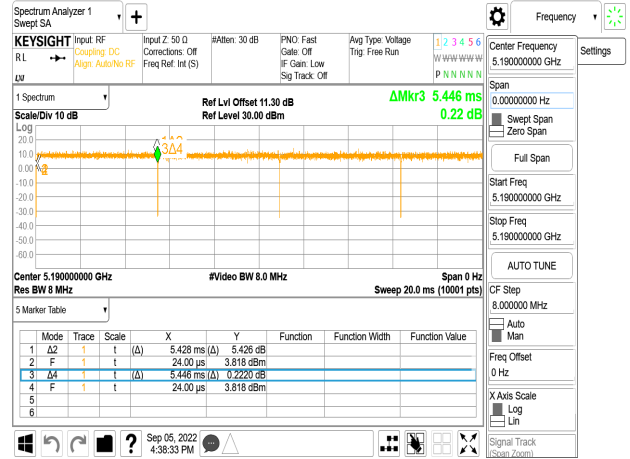 Spectrum Analyzer 1
Swept SA
Frequency
KEYSIGHT
Input: RF
Input Z: 50 Ω
#Atten: 30 dB
PNO: Fast
Avg Type: Voltage
1 2 3 4 5 6
R L
Coupling: DC
Corrections: Off
Gate: Off
Trig: Free Run
W W W W W W
Align: Auto/No RF
Freq Ref: Int (S)
IF Gain: Low
P N N N N N
Sig Track: Off
LXI
1 Spectrum
Ref Lvl Offset 11.30 dB
ΔMkr3 5.446 ms
Scale/Div 10 dB
Ref Level 30.00 dBm
0.22 dB
Log
20.0
10.0
0.00
-10.0
-20.0
-30.0
-40.0
-50.0
-60.0
3Δ4
Center 5.190000000 GHz
#Video BW 8.0 MHz
Span 0 Hz
Res BW 8 MHz
Sweep 20.0 ms (10001 pts)
5 Marker Table
Mode Trace Scale X Y Function Function Width Function Value
1 Δ2 1 t (Δ) 5.428 ms (Δ) 5.426 dB
2 F 1 t 24.00 µs 3.818 dBm
3 Δ4 1 t (Δ) 5.446 ms (Δ) 0.2220 dB
4 F 1 t 24.00 µs 3.818 dBm
5
6
Sep 05, 2022
4:38:33 PM
Center Frequency
5.190000000 GHz
Settings
Span
0.00000000 Hz
Swept Span
Zero Span
Full Span
Start Freq
5.190000000 GHz
Stop Freq
5.190000000 GHz
AUTO TUNE
CF Step
8.000000 MHz
Auto
Man
Freq Offset
0 Hz
X Axis Scale
Log
Lin
Signal Track
(Span Zoom)